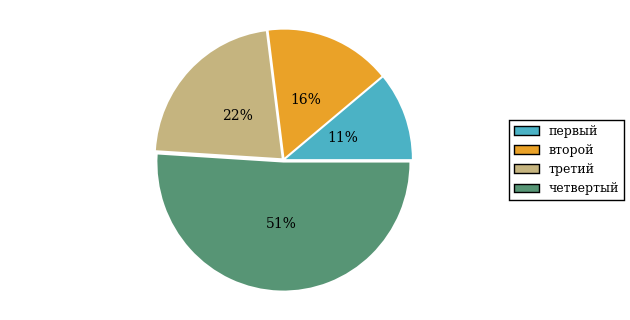 16%
22%
11%
51%
первый
второй
третий
четвертый